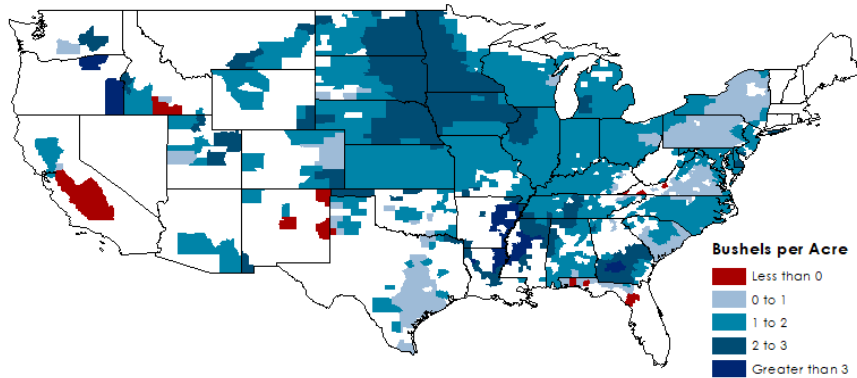 Bushels per Acre
Less than 0
0 to 1
1 to 2
2 to 3
Greater than 3